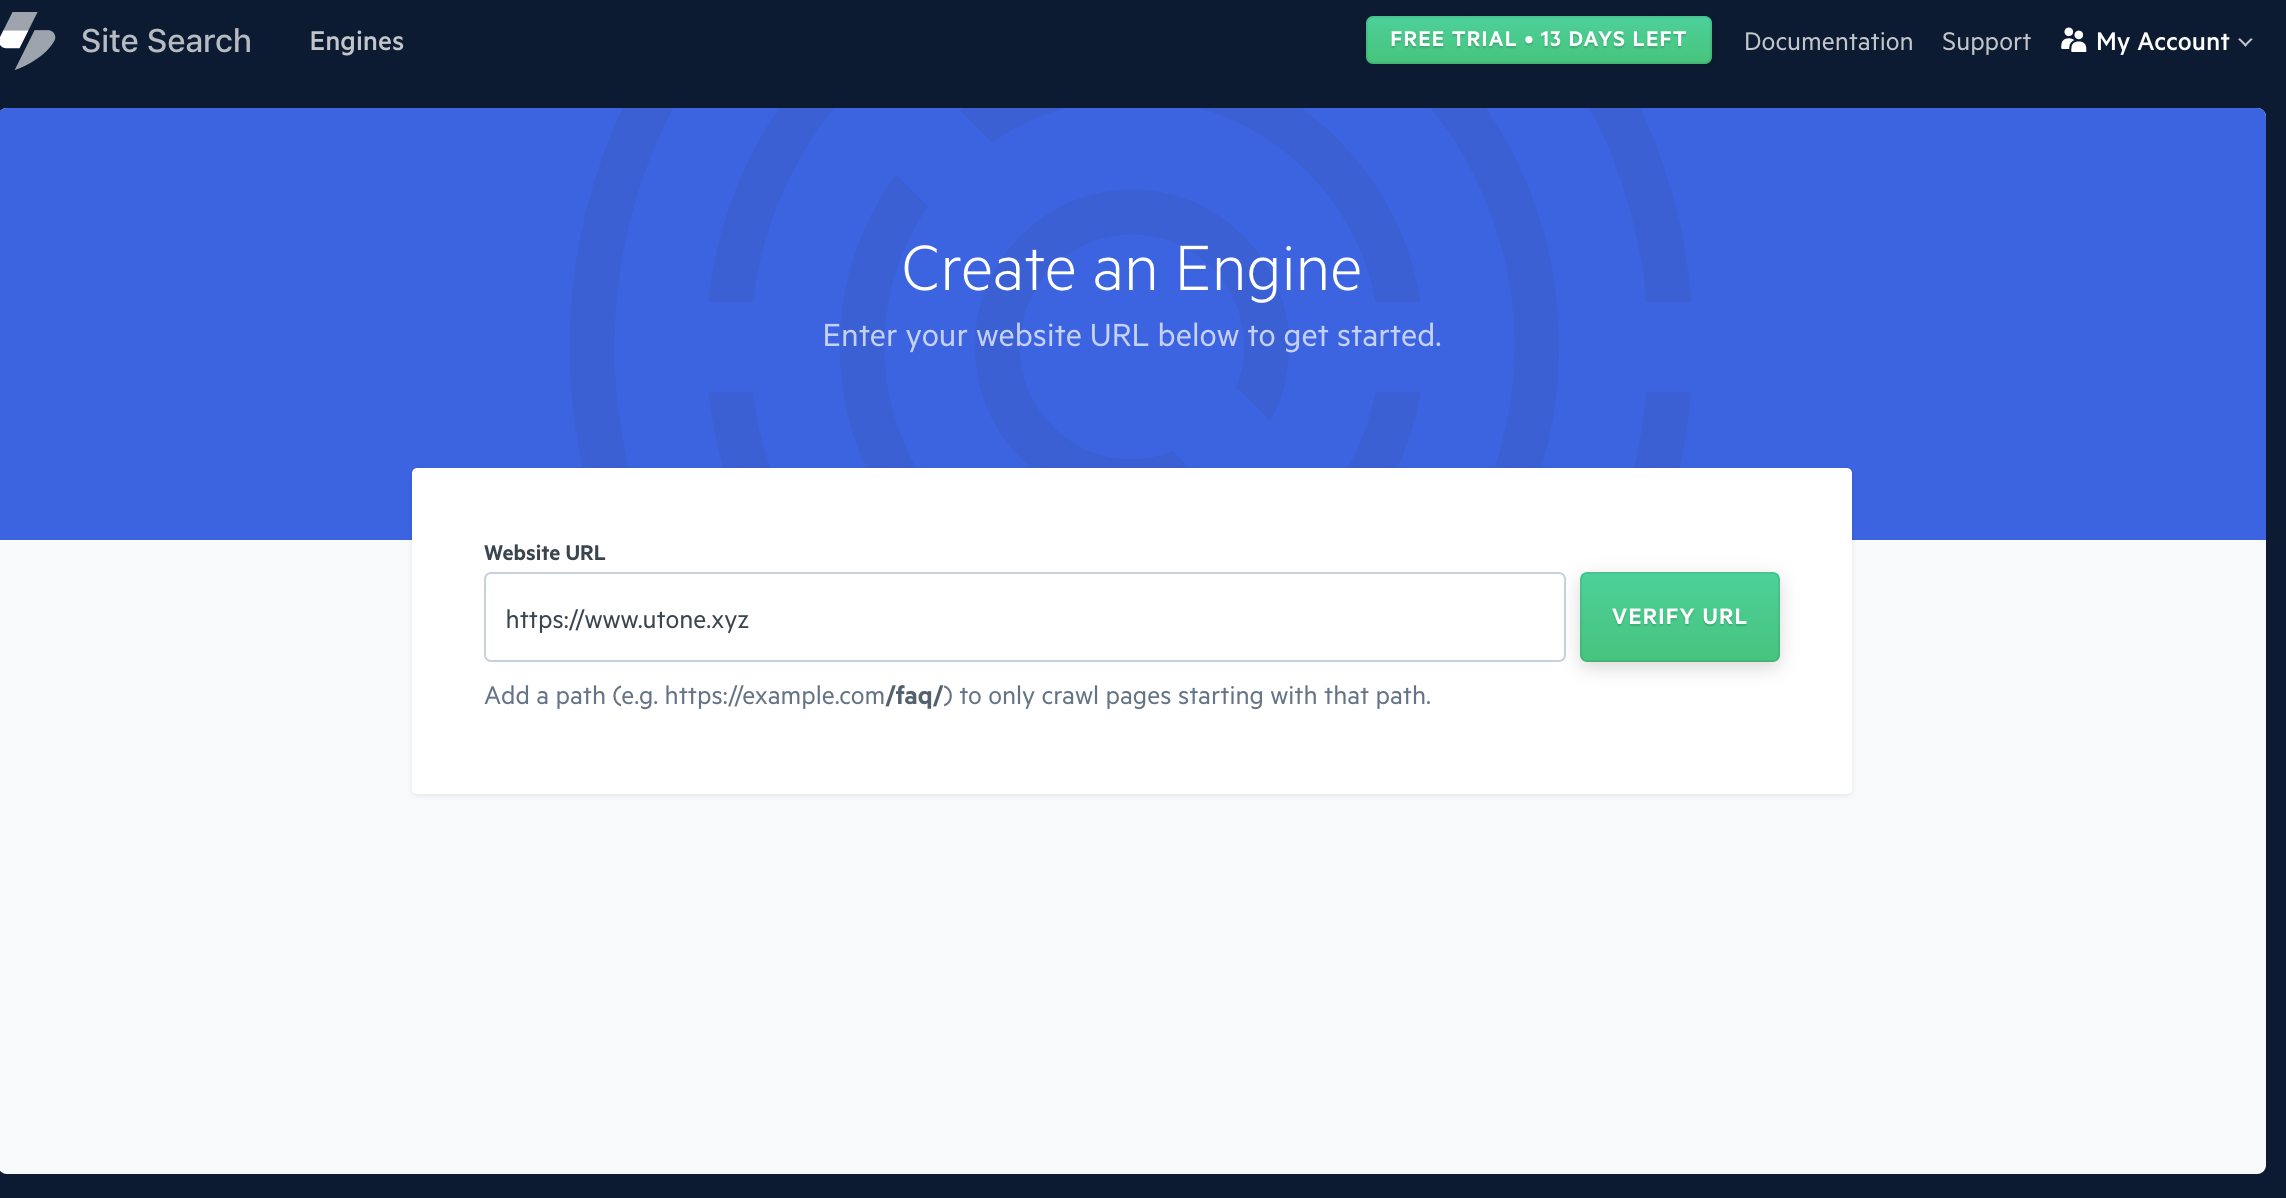 Site Search
Engines
FREE TRIAL • 13 DAYS LEFT
Documentation
Support
My Account
Create an Engine
Enter your website URL below to get started.
Website URL
https://www.utone.xyz
VERIFY URL
Add a path (e.g. https://example.com/faq/) to only crawl pages starting with that path.